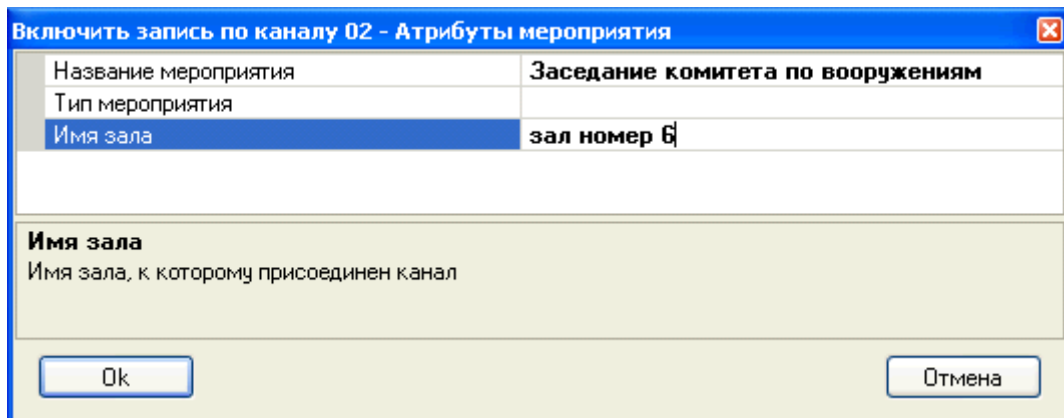 Включить запись по каналу 02 - Атрибуты мероприятия
Название мероприятия Заседание комитета по вооружениям
Тип мероприятия
Имя зала зал номер 6
Имя зала
Имя зала, к которому присоединен канал
Ok Отмена